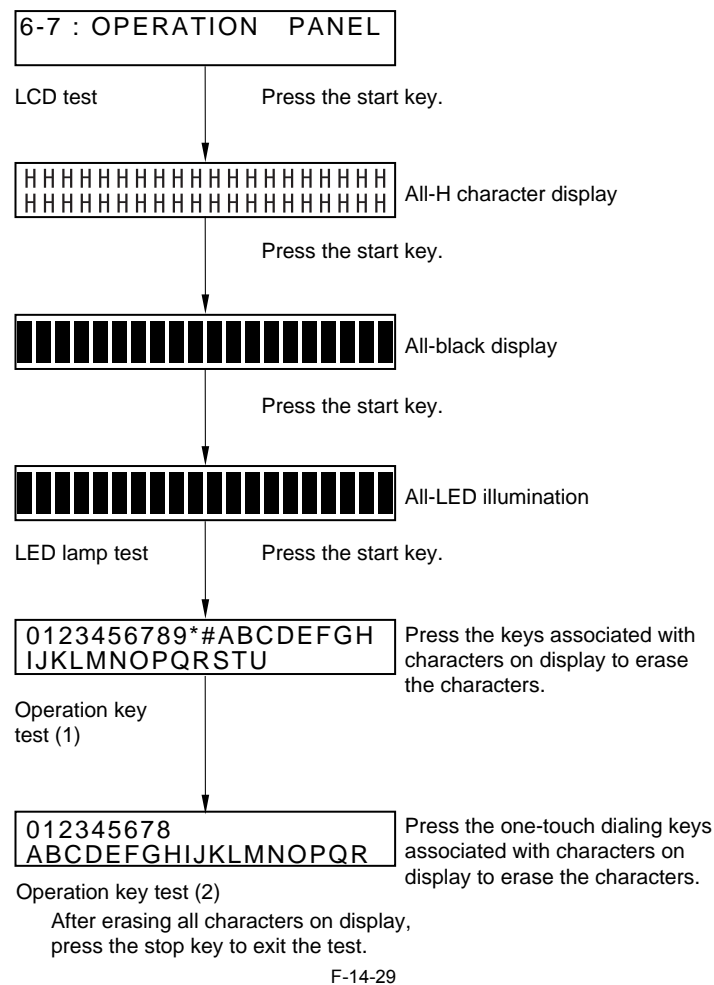 6-7 : OPERATION PANEL
LCD test
Press the start key.
HHHHHHHHHHHHHHHHHHHH
HHHHHHHHHHHHHHHHHHHH
All-H character display
Press the start key.
All-black display
Press the start key.
All-LED illumination
LED lamp test
Press the start key.
0123456789*#ABCDEFGH
IJKLMNOPQRSTU
Press the keys associated with
characters on display to erase
the characters.
Operation key
test (1)
012345678
ABCDEFGHIJKLMNOPQR
Press the one-touch dialing keys
associated with characters on
display to erase the characters.
Operation key test (2)
After erasing all characters on display,
press the stop key to exit the test.
F-14-29